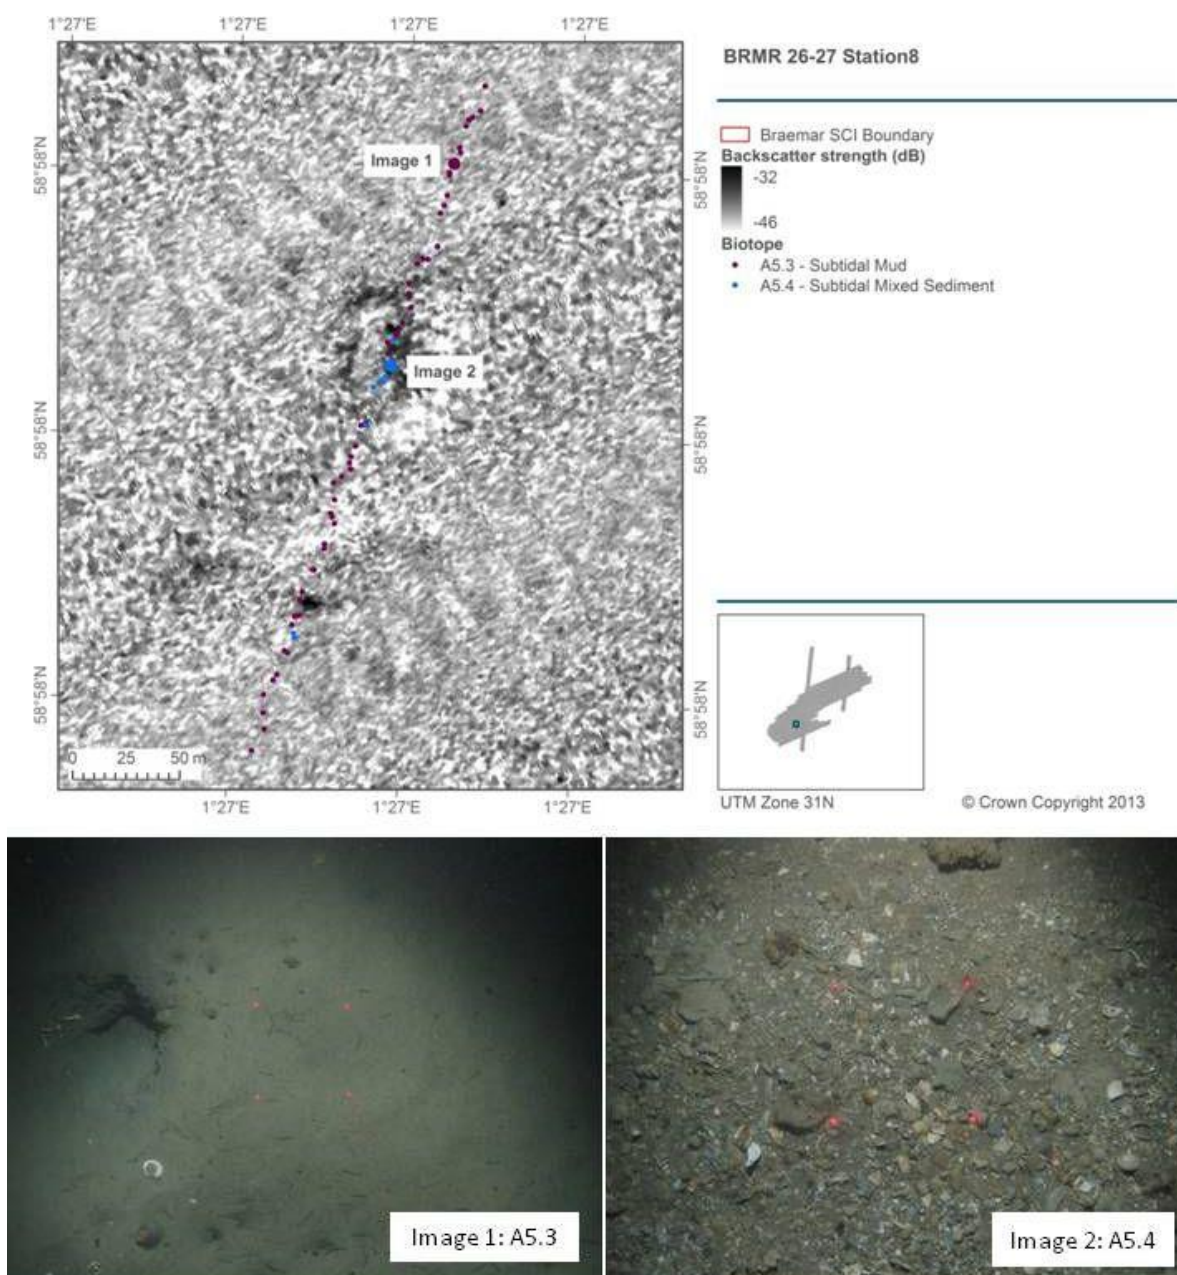 1°27'E
1°27'E
1°27'E
1°27'E
BRMR 26-27 Station8
Braemar SCI Boundary
Backscatter strength (dB)
-32
-46
Biotope
A5.3 - Subtidal Mud
A5.4 - Subtidal Mixed Sediment
Image 1
58°58'N
58°58'N
Image 2
58°58'N
58°58'N
58°58'N
58°58'N
0 25 50 m
1°27'E
1°27'E
1°27'E
UTM Zone 31N
© Crown Copyright 2013
Image 1: A5.3
Image 2: A5.4